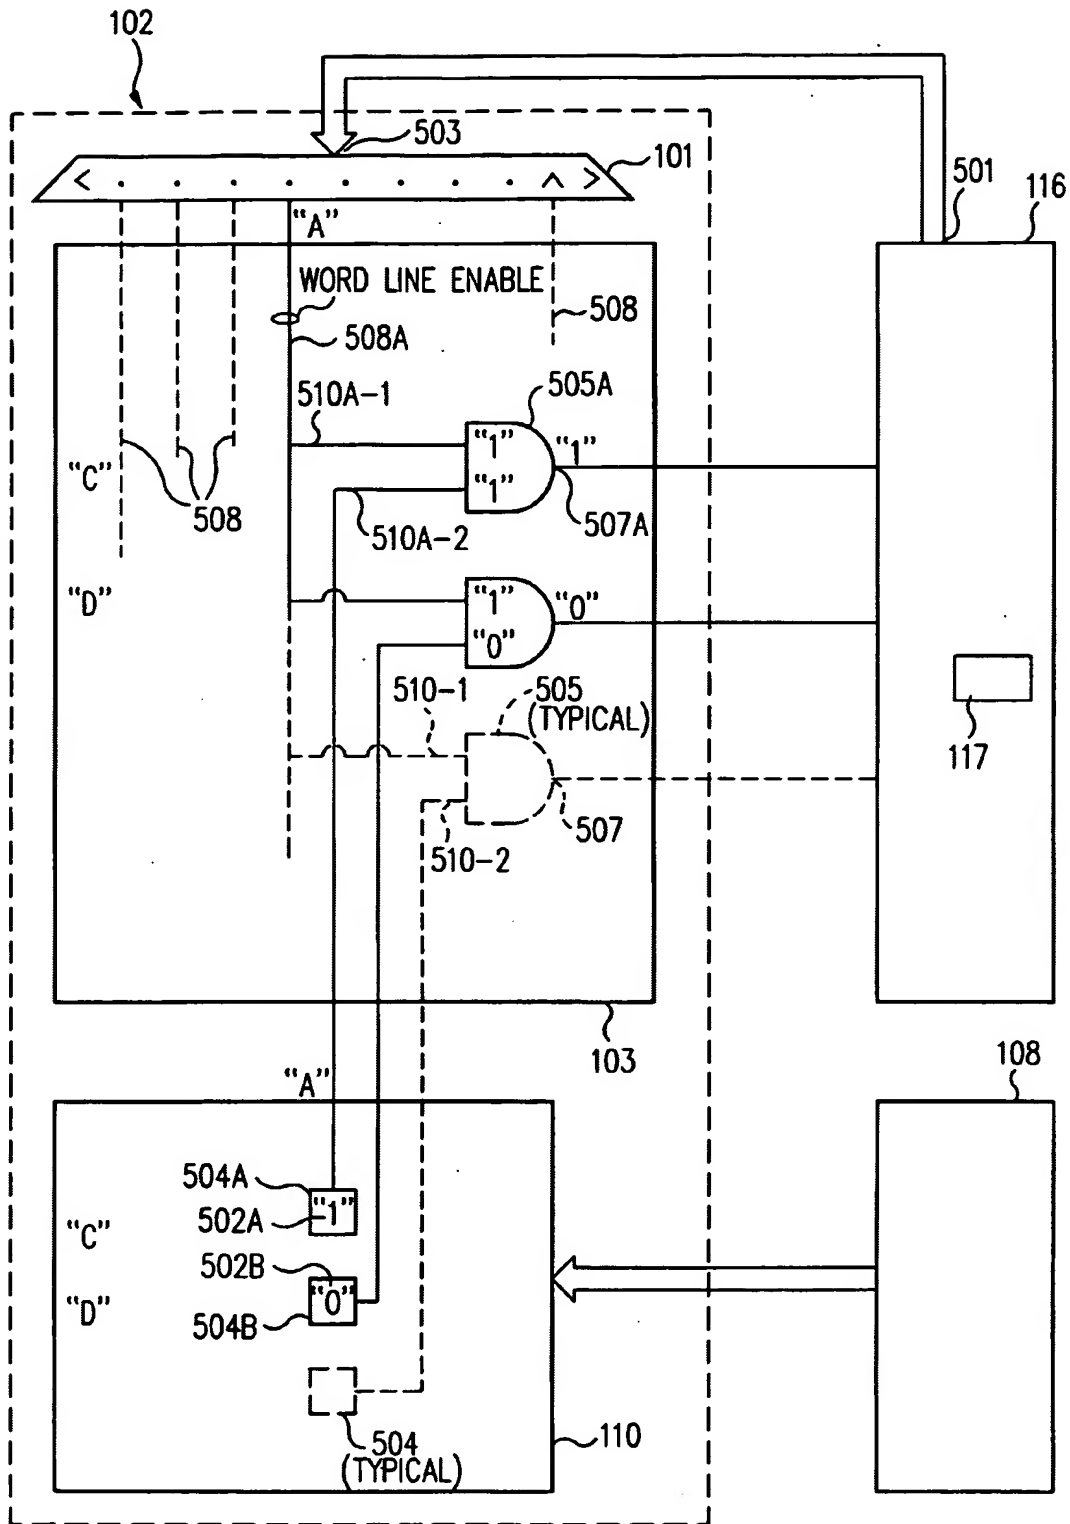 102
503
101
501
116
"A"
WORD LINE ENABLE
508A
508
510A-1
505A
"1"
"1"
"1"
"C"
508
510A-2
507A
"D"
"1"
"0"
"0"
510-1
505
(TYPICAL)
117
507
510-2
103
"A"
108
504A
"1"
502A
"C"
502B
"D"
"0"
504B
504
(TYPICAL)
110